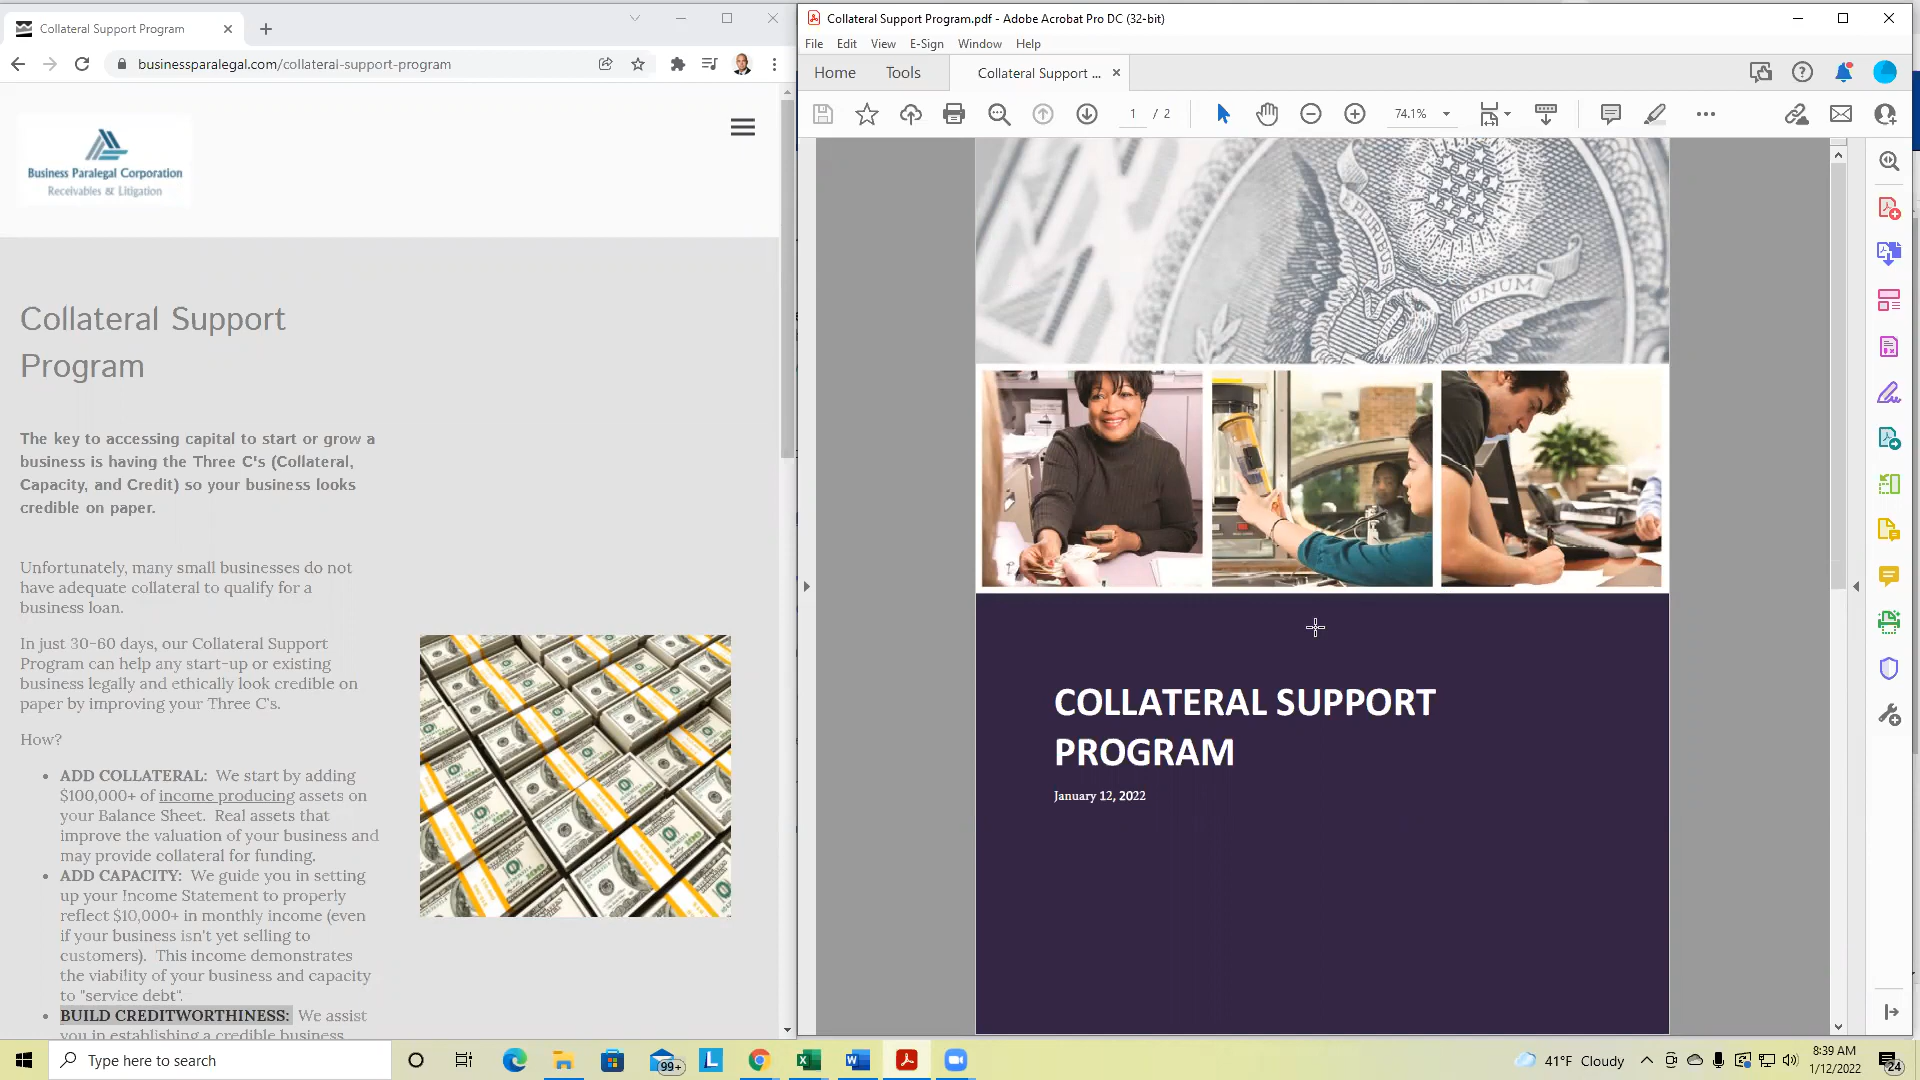 Collateral Support Program
businessparalegal.com/collateral-support-program
Business Paralegal Corporation
Receivables & Litigation
Collateral Support
Program
The key to accessing capital to start or grow a
business is having the Three C's (Collateral,
Capacity, and Credit) so your business looks
credible on paper.
Unfortunately, many small businesses do not
have adequate collateral to qualify for a
business loan.
In just 30-60 days, our Collateral Support
Program can help any start-up or existing
business legally and ethically look credible on
paper by improving your Three C's.
How?
• ADD COLLATERAL: We start by adding
$100,000+ of income producing assets on
your Balance Sheet. Real assets that
improve the valuation of your business and
may provide collateral for funding.
• ADD CAPACITY: We guide you in setting
up your Income Statement to properly
reflect $10,000+ in monthly income (even
if your business isn't yet selling to
customers). This income demonstrates
the viability of your business and capacity
to "service debt".
• BUILD CREDITWORTHINESS: We assist
you in establishing a credible business
Collateral Support Program.pdf - Adobe Acrobat Pro DC (32-bit)
File Edit View E-Sign Window Help
Home Tools Collateral Support ...
1 / 2
74.1%
E PLURIBUS
UNUM
COLLATERAL SUPPORT
PROGRAM
January 12, 2022
Type here to search
99+
41°F Cloudy
8:39 AM
1/12/2022
24